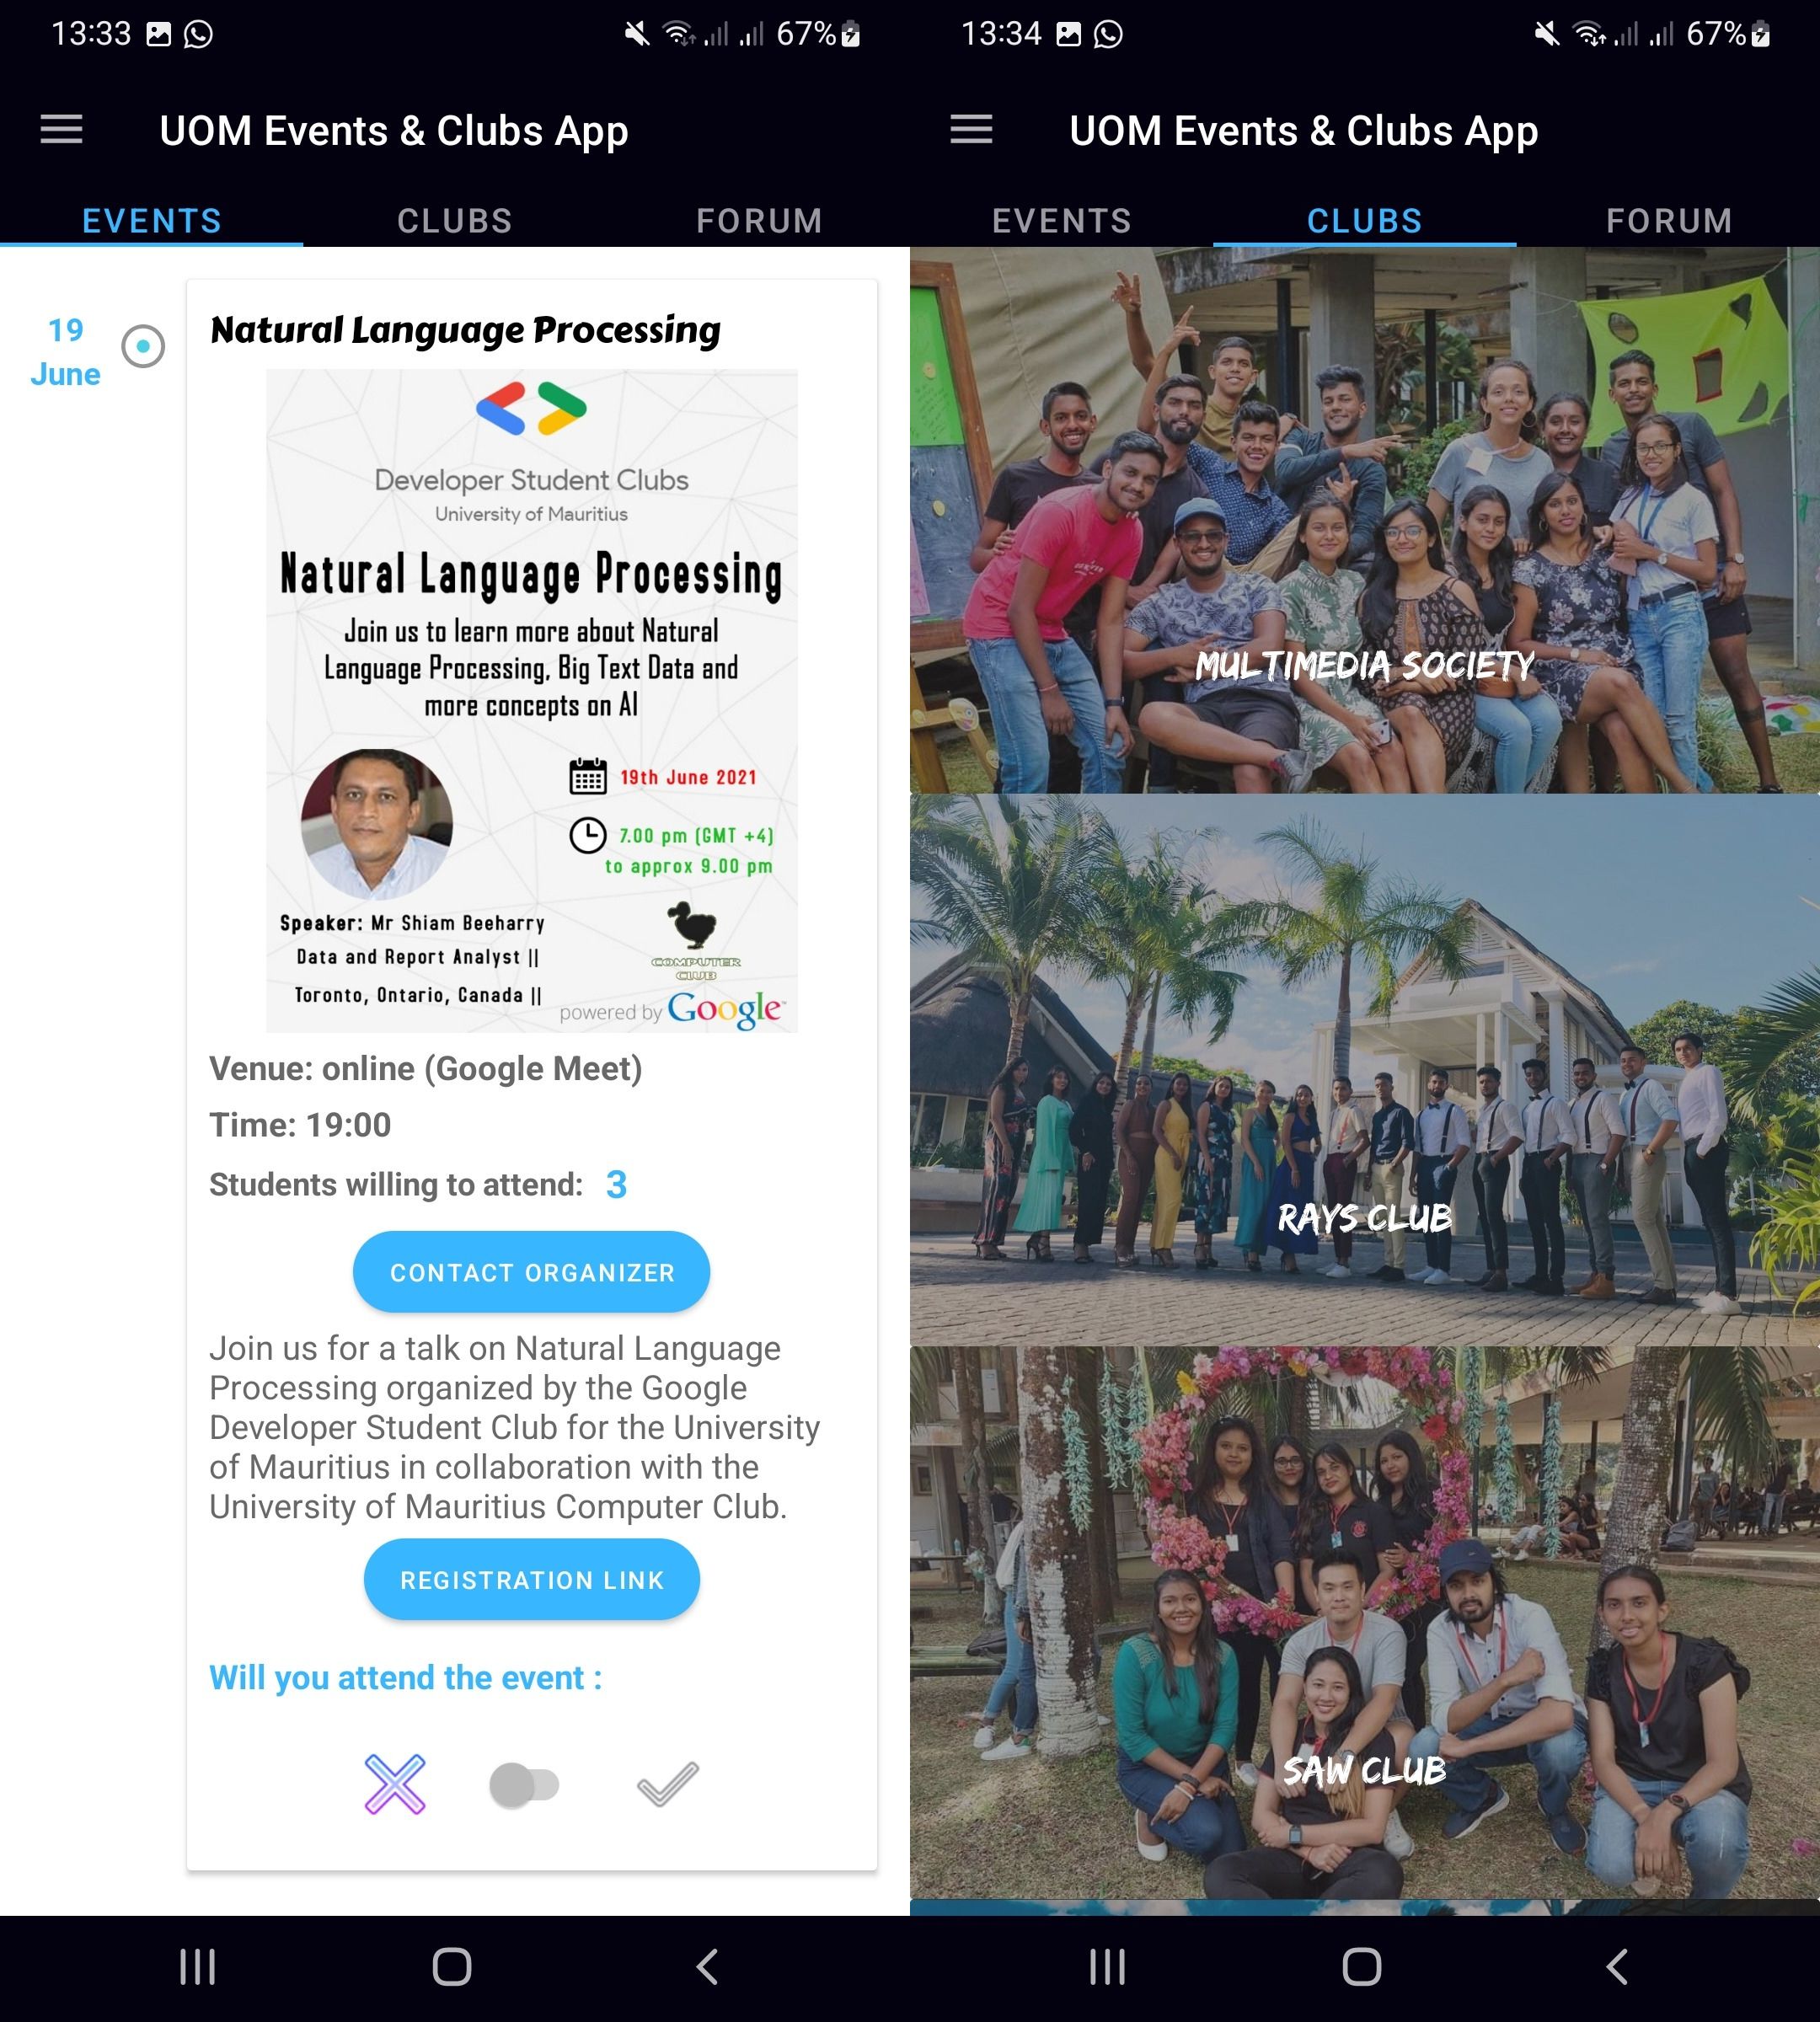 13:33
67%
UOM Events & Clubs App
EVENTS
CLUBS
FORUM
19
June
Natural Language Processing
Developer Student Clubs
University of Mauritius
Natural Language Processing
Join us to learn more about Natural
Language Processing, Big Text Data and
more concepts on AI
19th June 2021
7.00 pm (GMT +4)
to approx 9.00 pm
Speaker: Mr Shiam Beeharry
Data and Report Analyst ||
Toronto, Ontario, Canada ||
COMPUTER
CLUB
powered by Google™
Venue: online (Google Meet)
Time: 19:00
Students willing to attend: 3
CONTACT ORGANIZER
Join us for a talk on Natural Language
Processing organized by the Google
Developer Student Club for the University
of Mauritius in collaboration with the
University of Mauritius Computer Club.
REGISTRATION LINK
Will you attend the event :
13:34
67%
UOM Events & Clubs App
EVENTS
CLUBS
FORUM
MULTIMEDIA SOCIETY
RAYS CLUB
SAW CLUB